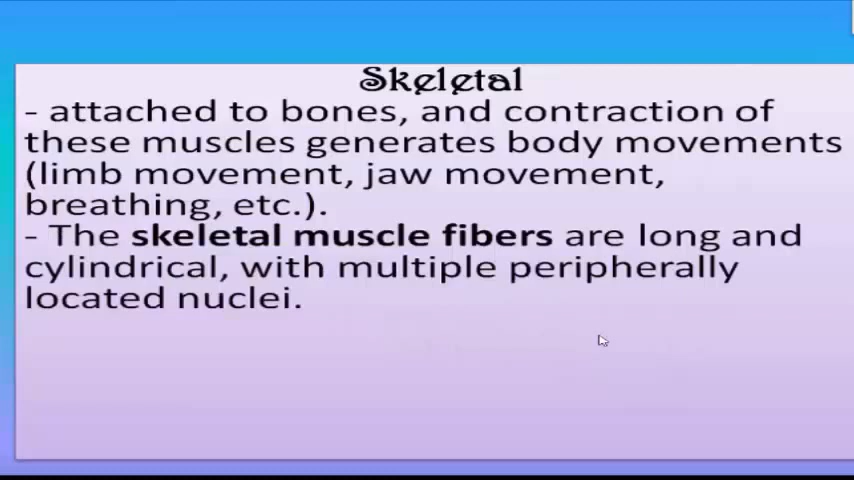 Skeletal
- attached to bones, and contraction of
these muscles generates body movements
(limb movement, jaw movement,
breathing, etc.).
- The skeletal muscle fibers are long and
cylindrical, with multiple peripherally
located nuclei.